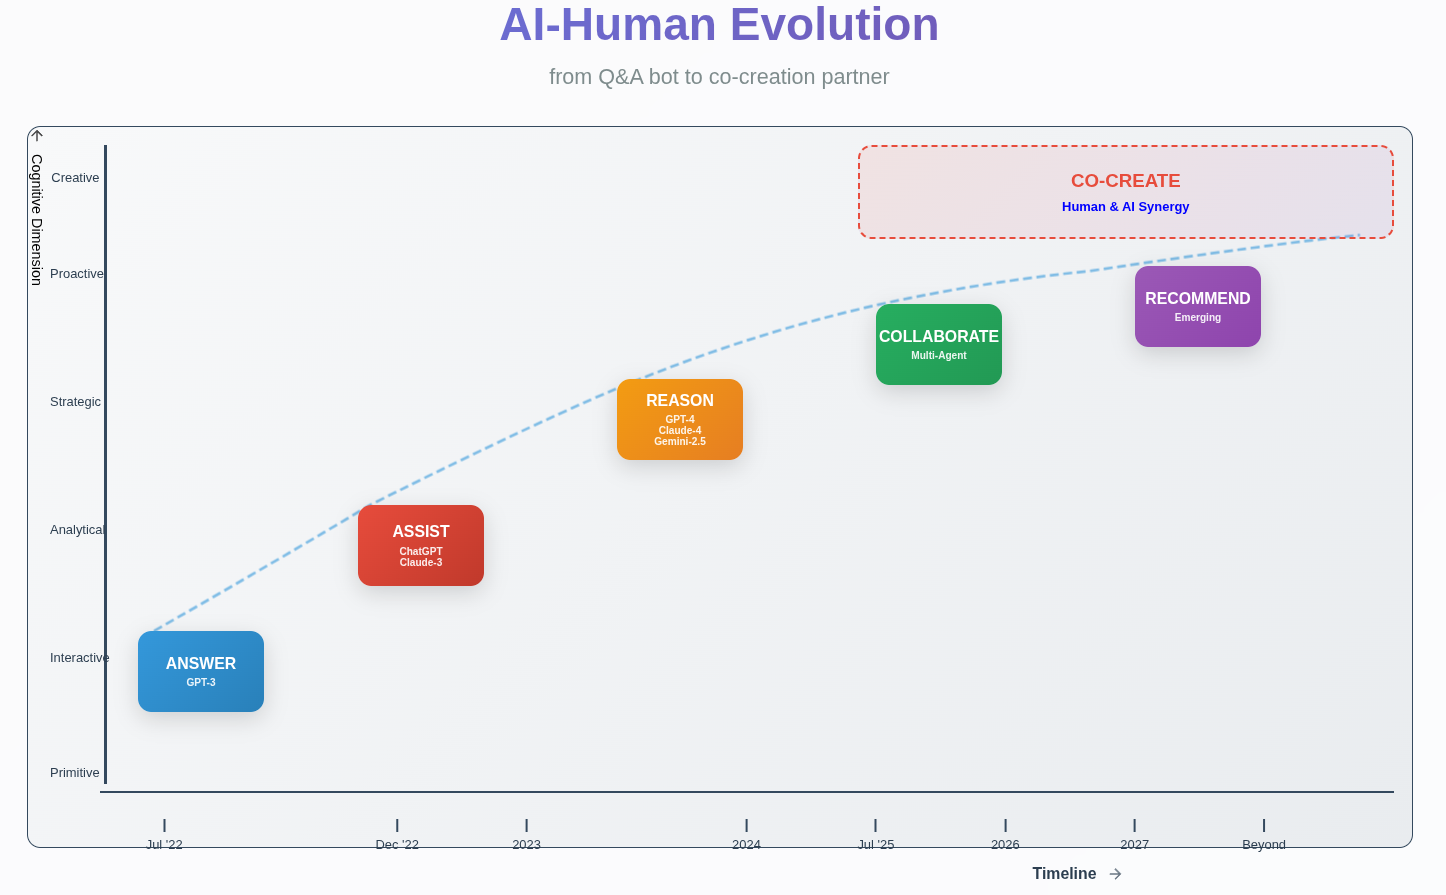 AI-Human Evolution
from Q&A bot to co-creation partner
Cognitive Dimension
Creative
Proactive
Strategic
Analytical
Interactive
Primitive
CO-CREATE
Human & AI Synergy
RECOMMEND
Emerging
COLLABORATE
Multi-Agent
REASON
GPT-4
Claude-4
Gemini-2.5
ASSIST
ChatGPT
Claude-3
ANSWER
GPT-3
Jul '22
Dec '22
2023
2024
Jul '25
2026
2027
Beyond
Timeline